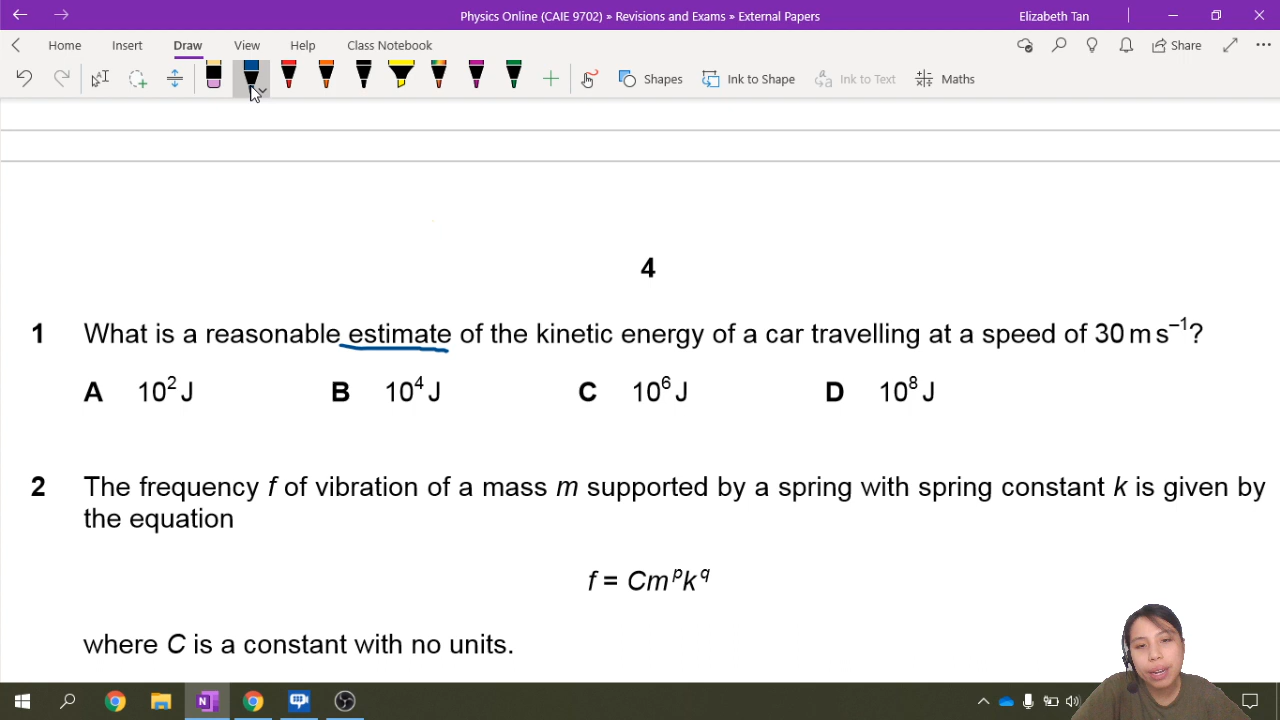 Physics Online (CAIE 9702) » Revisions and Exams » External Papers
Elizabeth Tan
Home Insert Draw View Help Class Notebook Share
Shapes Ink to Shape Ink to Text Maths
4
1 What is a reasonable estimate of the kinetic energy of a car travelling at a speed of 30 m s⁻¹?
A 10² J B 10⁴ J C 10⁶ J D 10⁸ J
2 The frequency f of vibration of a mass m supported by a spring with spring constant k is given by
the equation
f = Cmᵖk^q
where C is a constant with no units.